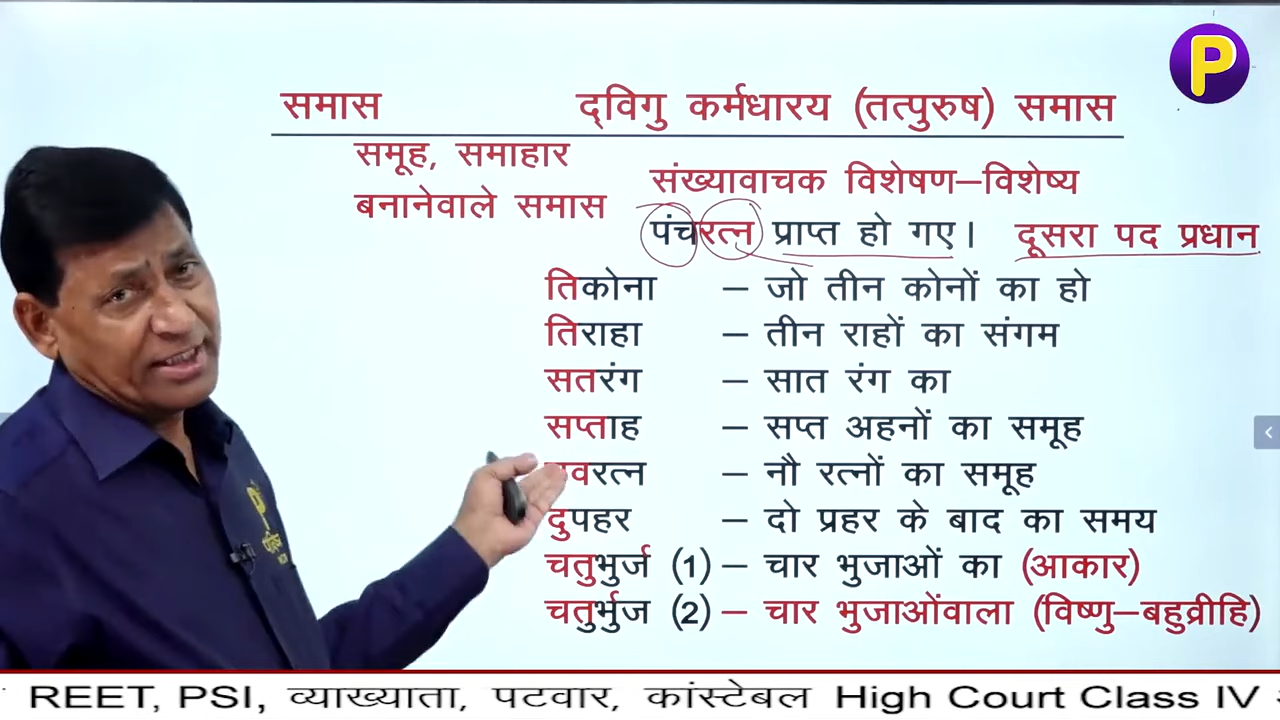 P
समास द्विगु कर्मधारय (तत्पुरुष) समास
समूह, समाहार
बनानेवाले समास
संख्यावाचक विशेषण–विशेष्य
पंचरत्न प्राप्त हो गए। दूसरा पद प्रधान
तिकोना – जो तीन कोनों का हो
तिराहा – तीन राहों का संगम
सतरंग – सात रंग का
सप्ताह – सप्त अहनों का समूह
नवरत्न – नौ रत्नों का समूह
दुपहर – दो प्रहर के बाद का समय
चतुभुर्ज (1) – चार भुजाओं का (आकार)
चतुर्भुज (2) – चार भुजाओंवाला (विष्णु–बहुव्रीहि)
REET, PSI, व्याख्याता, पटवार, कांस्टेबल High Court Class IV